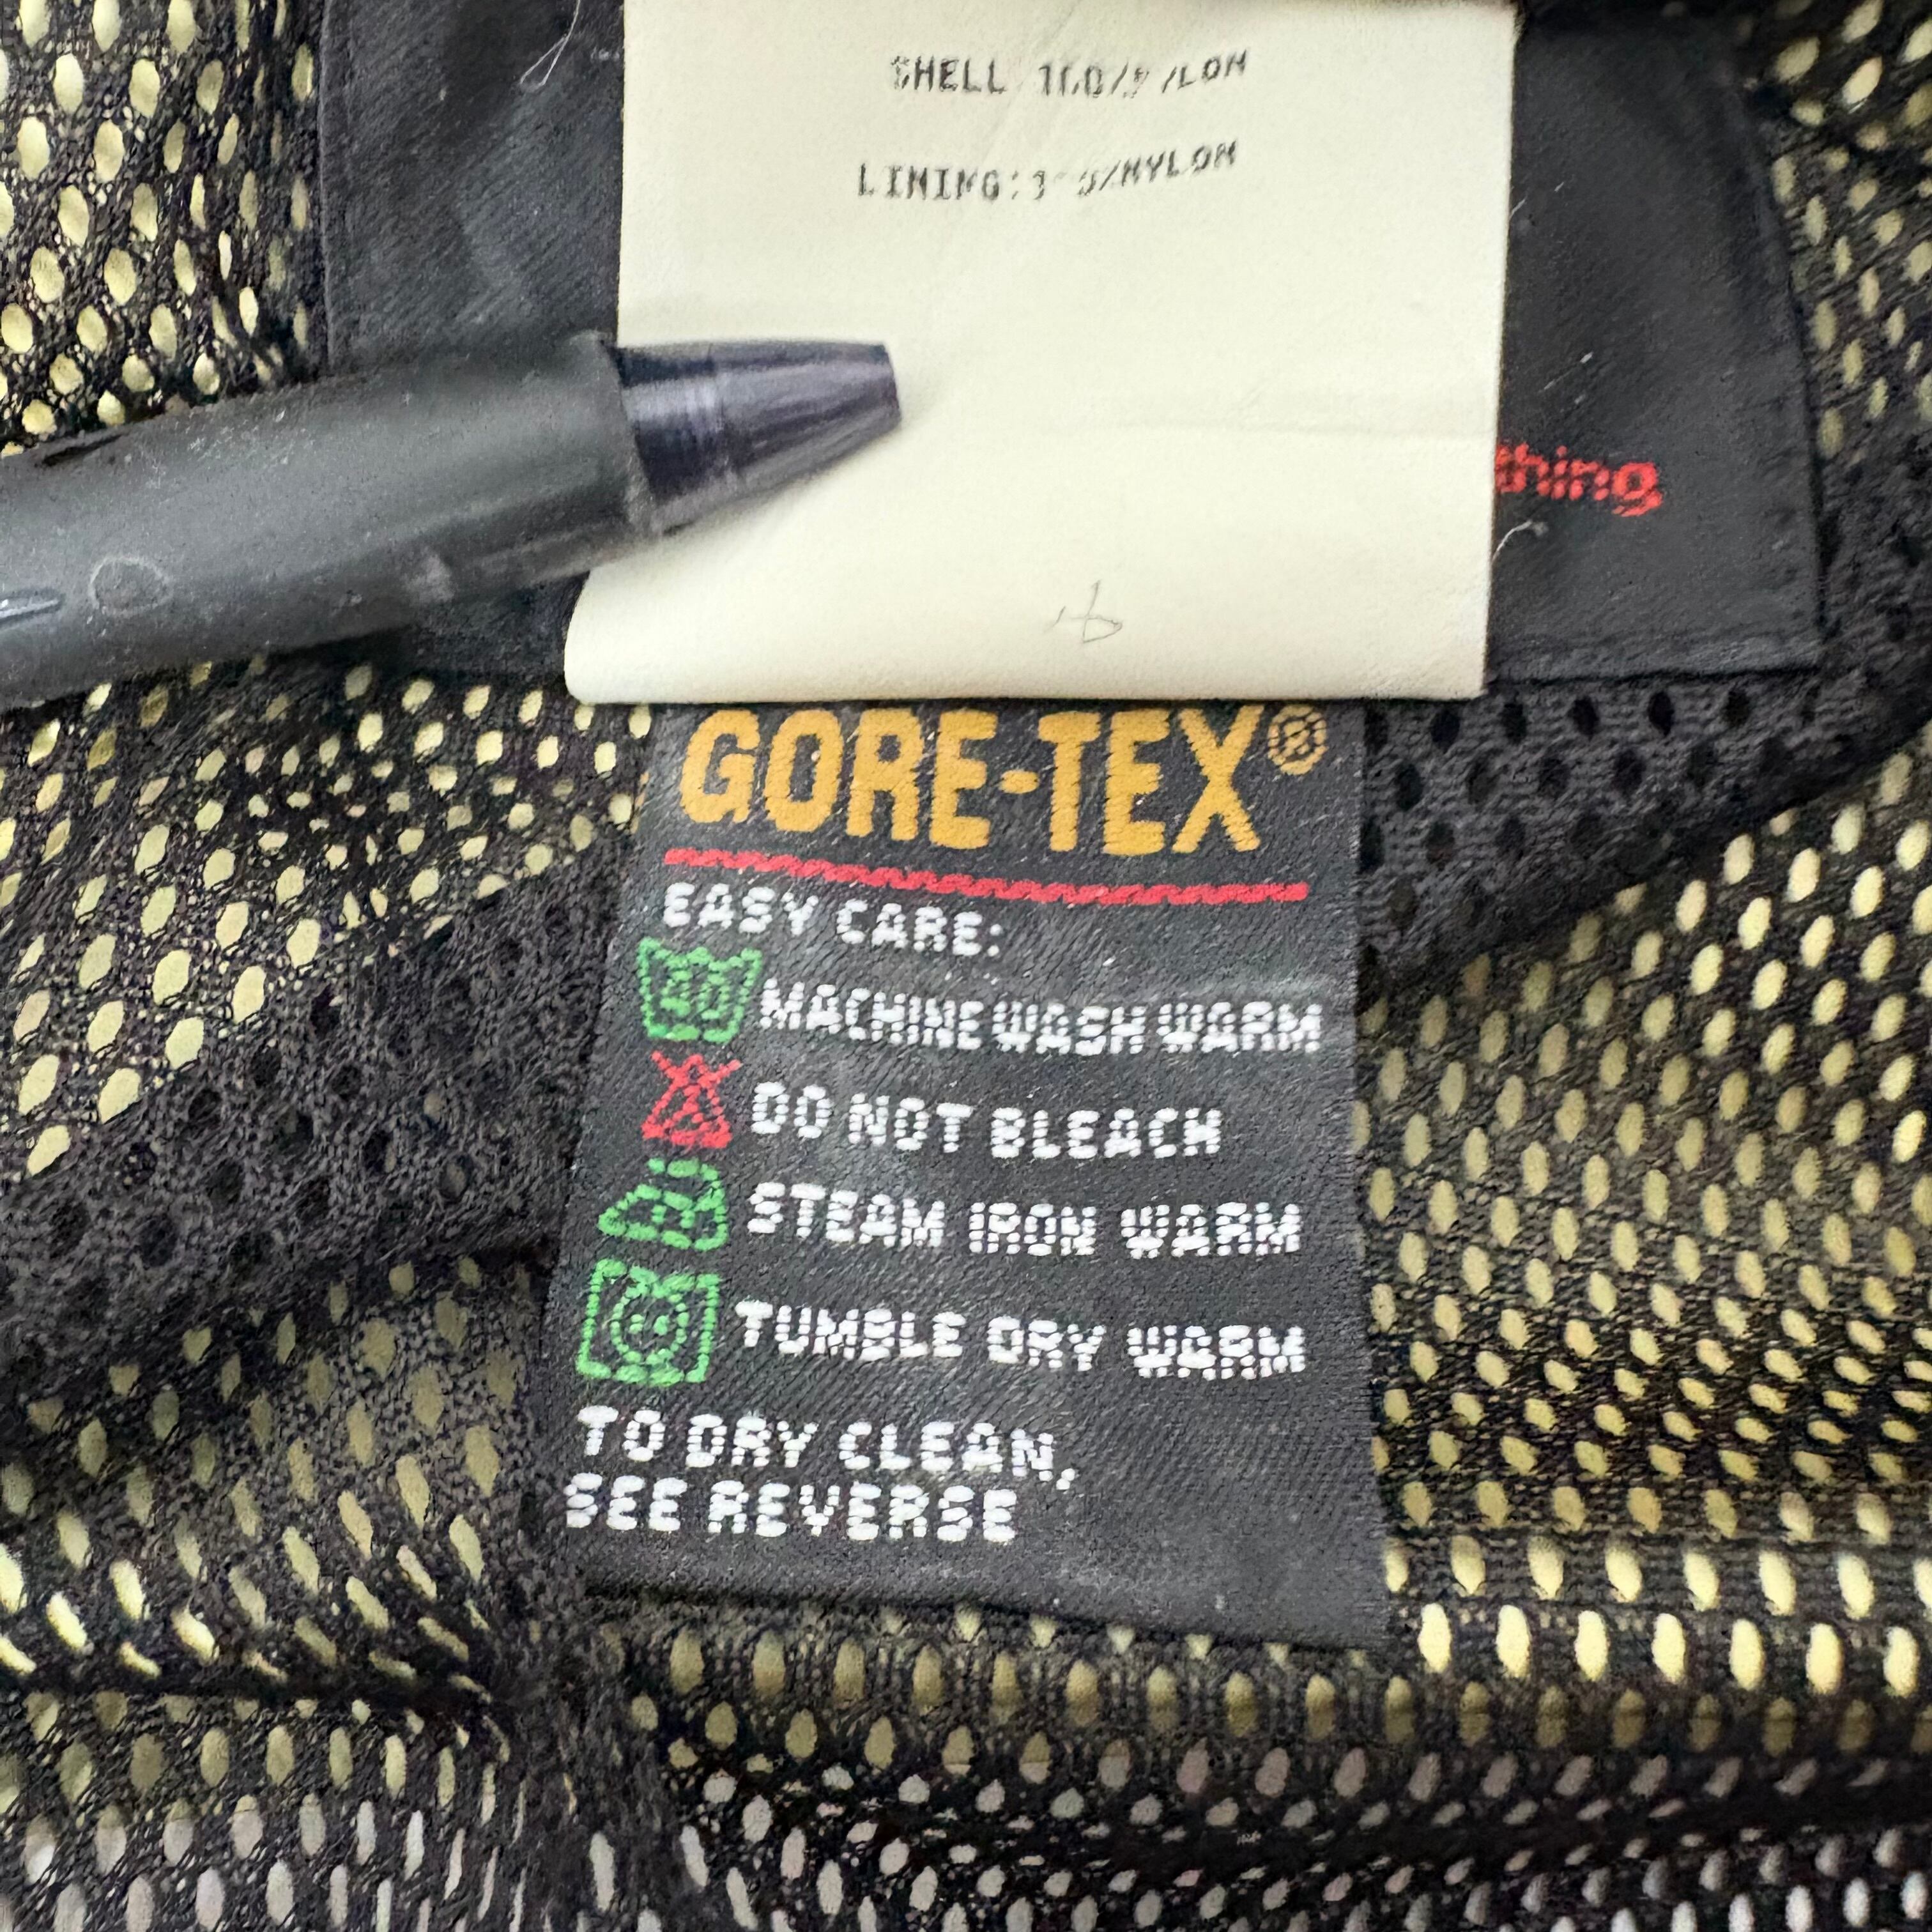 SHELL
LINING: NYLON
thing
GORE-TEX®
EASY CARE:
40 MACHINE WASH WARM
DO NOT BLEACH
STEAM IRON WARM
TUMBLE DRY WARM
TO DRY CLEAN,
SEE REVERSE